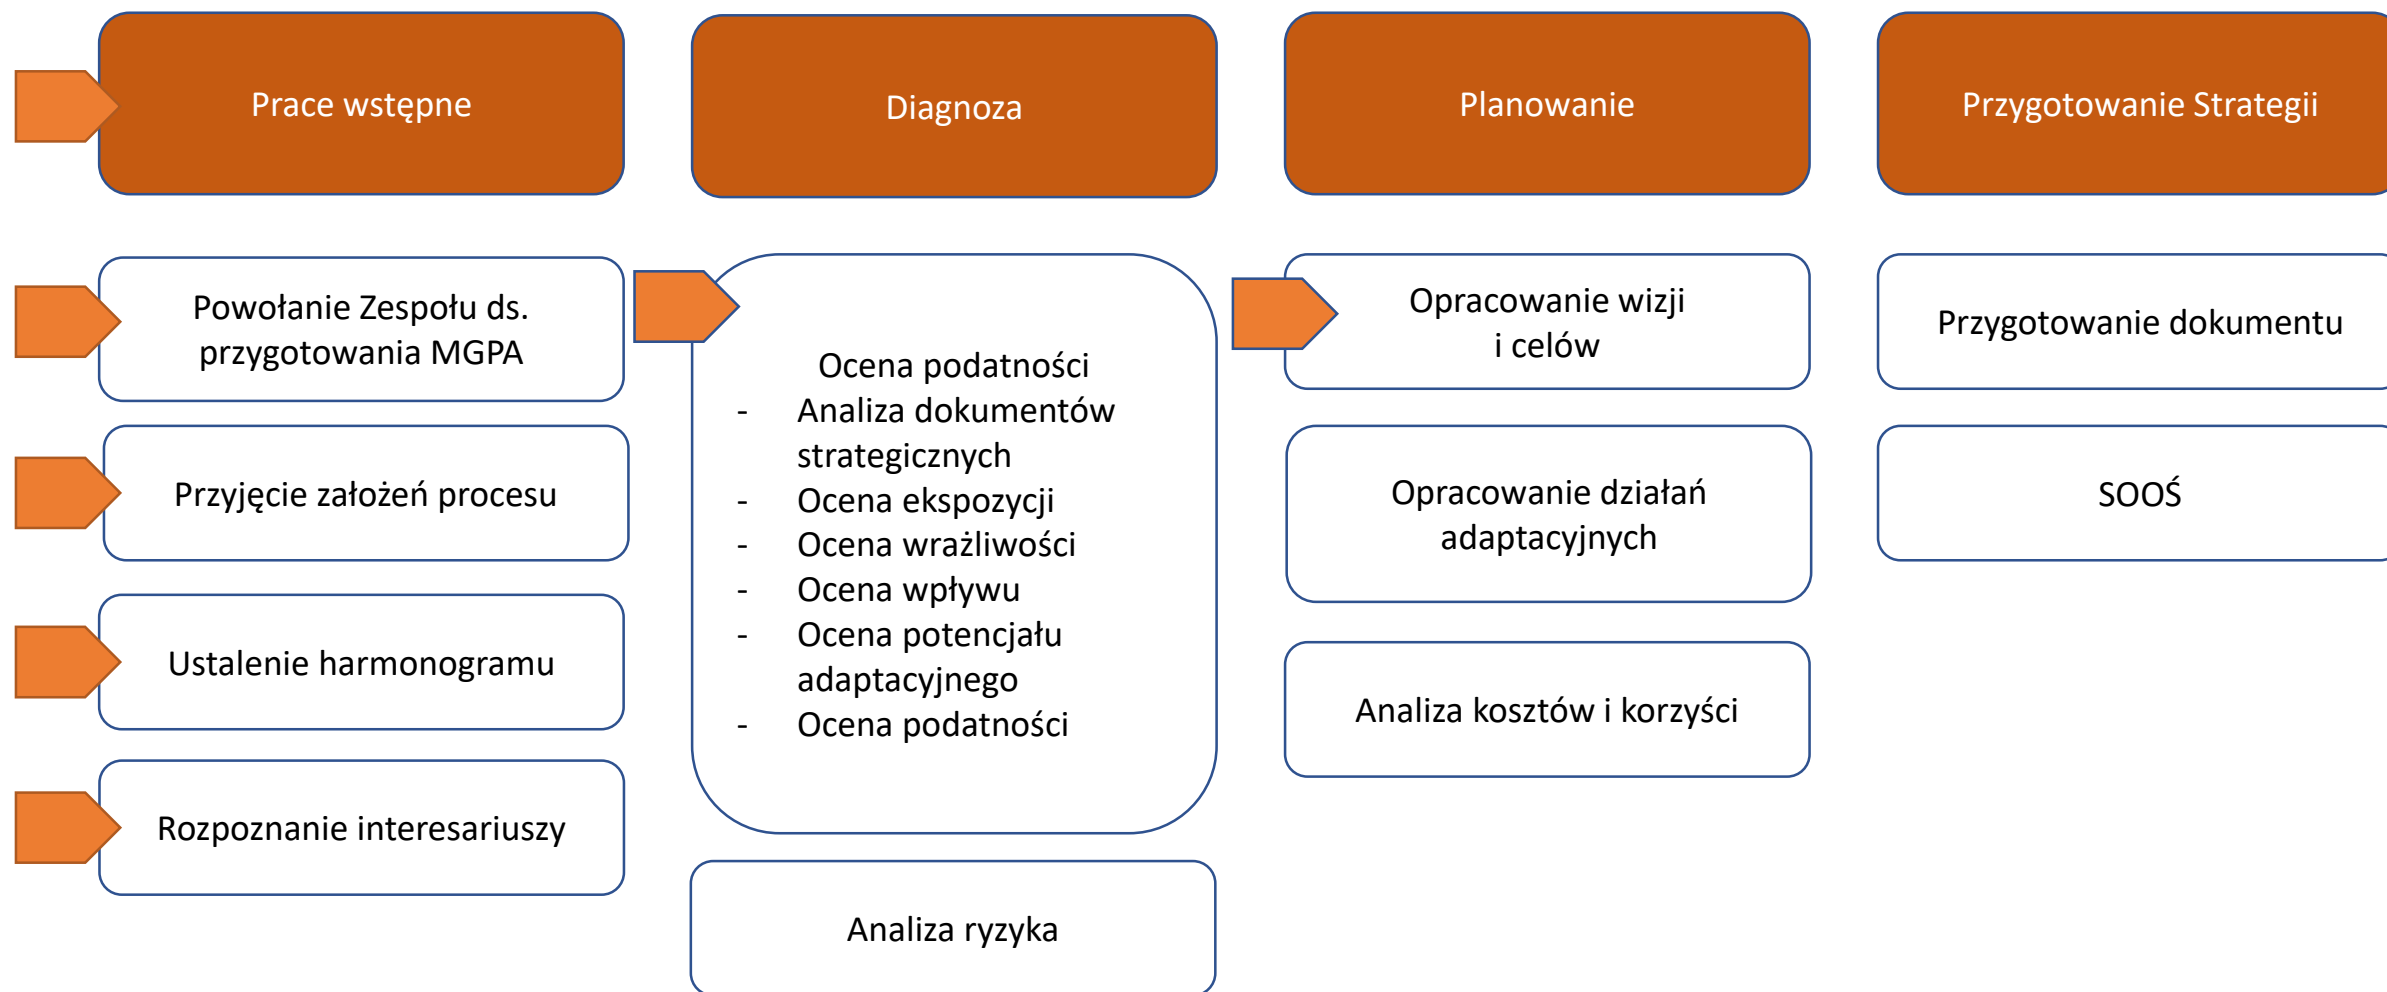 Prace wstępne
Diagnoza
Planowanie
Przygotowanie Strategii
Powołanie Zespołu ds.
przygotowania MGPA
Przyjęcie założeń procesu
Ustalenie harmonogramu
Rozpoznanie interesariuszy
Ocena podatności
- Analiza dokumentów
strategicznych
- Ocena ekspozycji
- Ocena wrażliwości
- Ocena wpływu
- Ocena potencjału
adaptacyjnego
- Ocena podatności
Analiza ryzyka
Opracowanie wizji
i celów
Opracowanie działań
adaptacyjnych
Analiza kosztów i korzyści
Przygotowanie dokumentu
SOOŚ